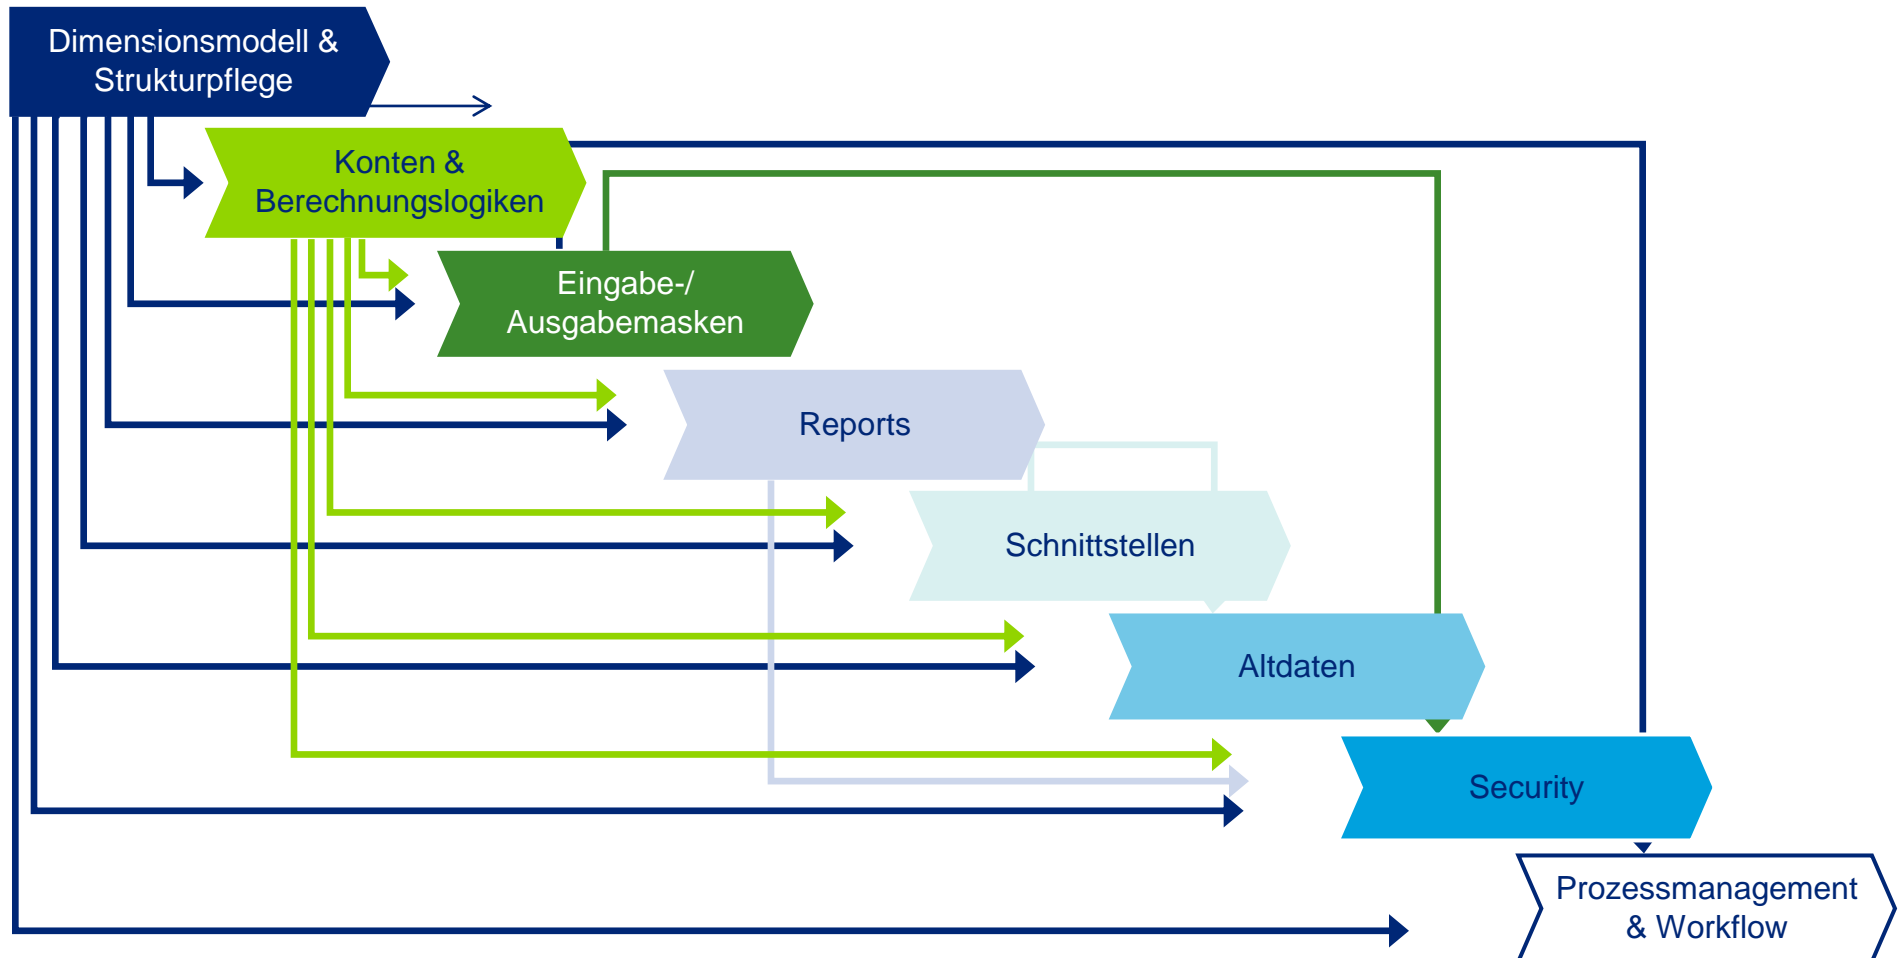 Dimensionsmodell &
Strukturpflege
Konten &
Berechnungslogiken
Eingabe-/
Ausgabemasken
Reports
Schnittstellen
Altdaten
Security
Prozessmanagement
& Workflow